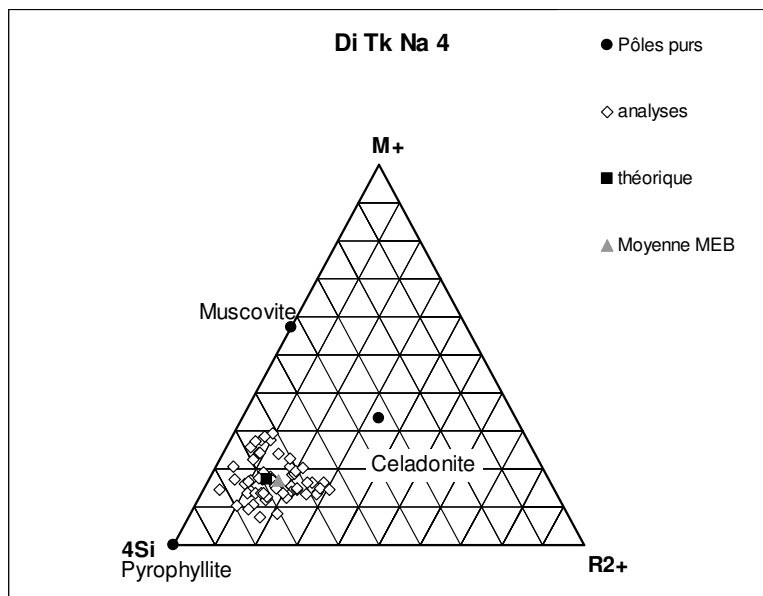 Di Tk Na 4
Pôles purs
analyses
théorique
Moyenne MEB
M+
Muscovite
Celadonite
4Si
Pyrophyllite
R2+